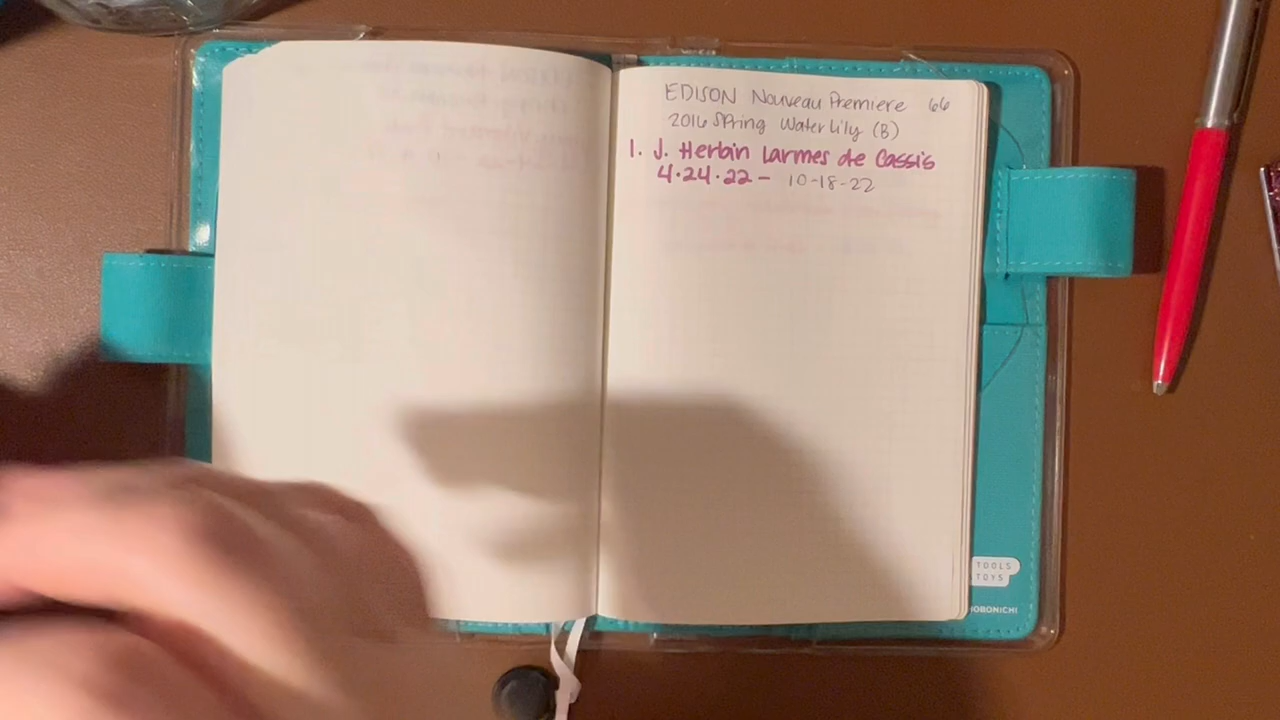 EDISON Nouveau Premiere 66
2016 Spring Water Lily (B)
1. J. Herbin Larmes de Cassis
4.24.22 - 10-18-22
TOOLS
TOYS
HOBONICHI